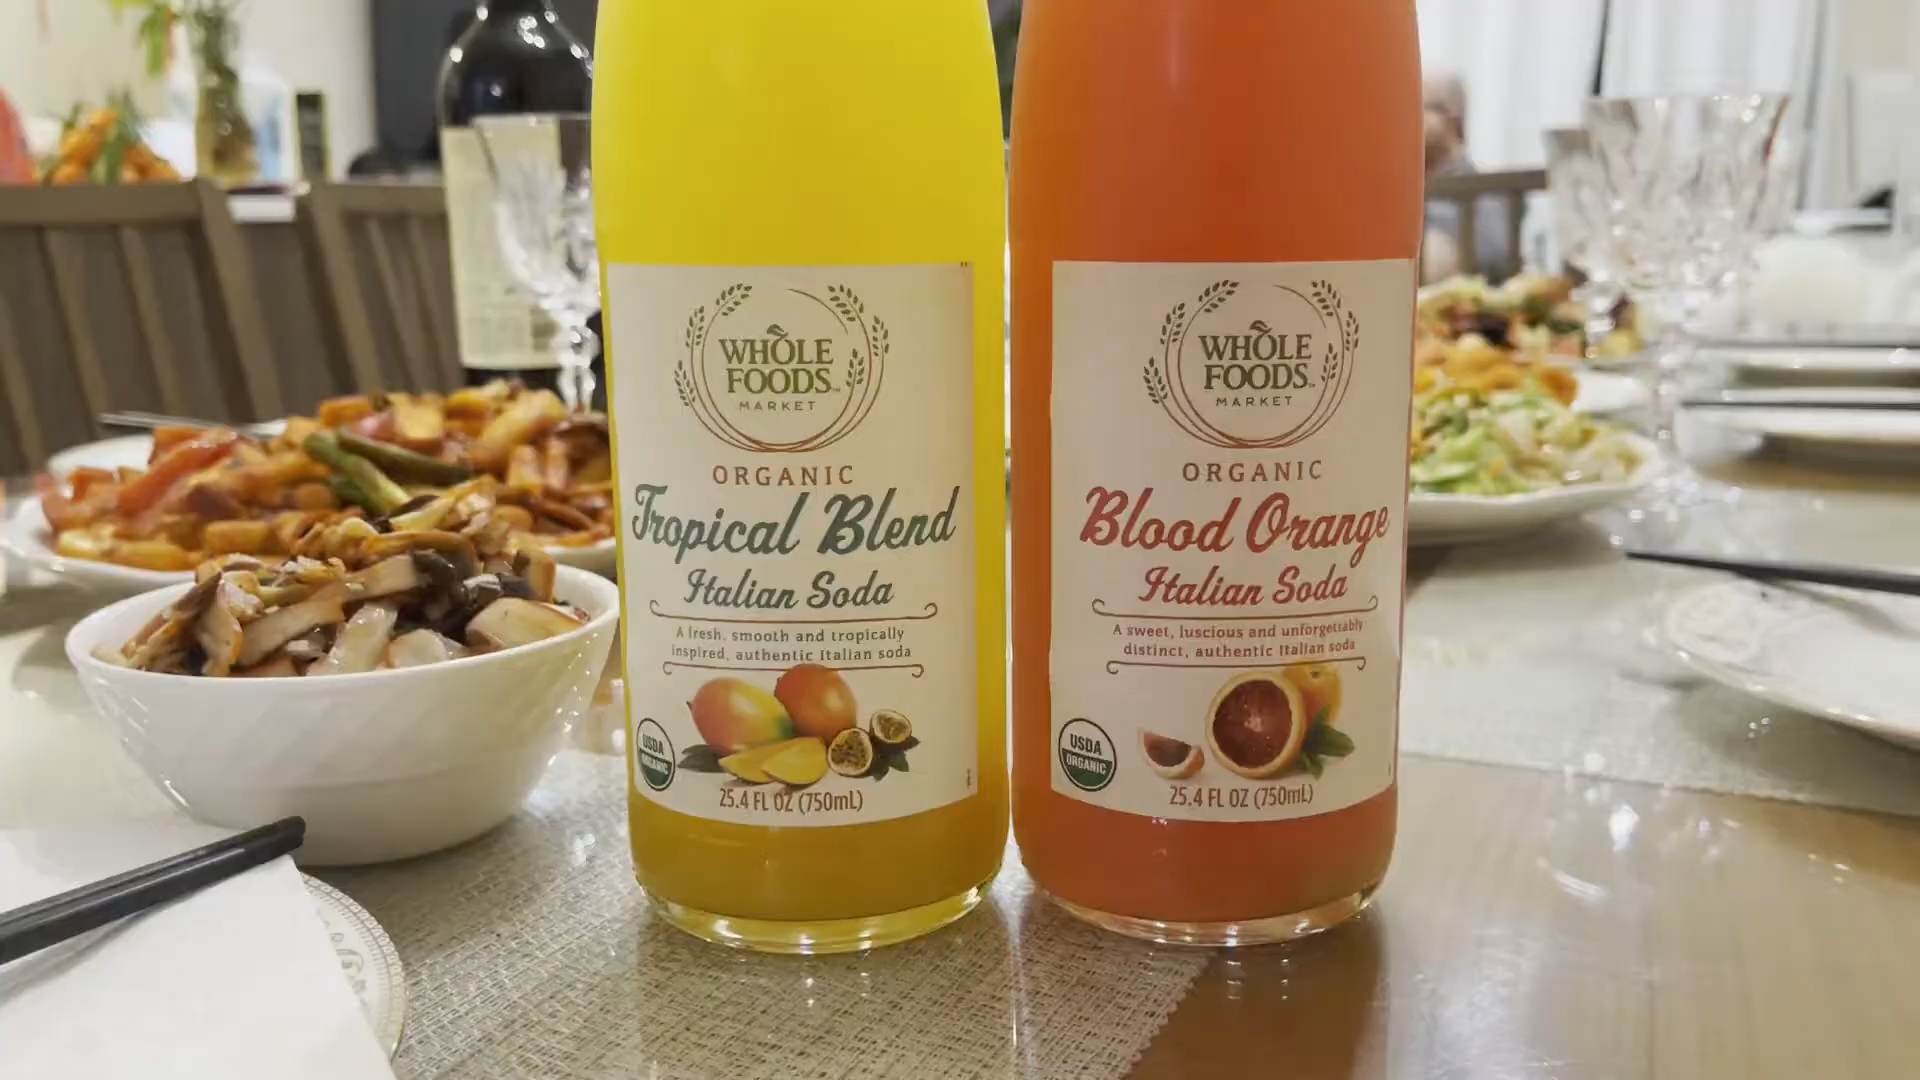 WHOLE
FOODS
MARKET
ORGANIC
Tropical Blend
Italian Soda
A fresh, smooth and tropically
inspired, authentic Italian soda
USDA
ORGANIC
25.4 FL OZ (750mL)
WHOLE
FOODS
MARKET
ORGANIC
Blood Orange
Italian Soda
A sweet, luscious and unforgettably
distinct, authentic Italian soda
USDA
ORGANIC
25.4 FL OZ (750mL)